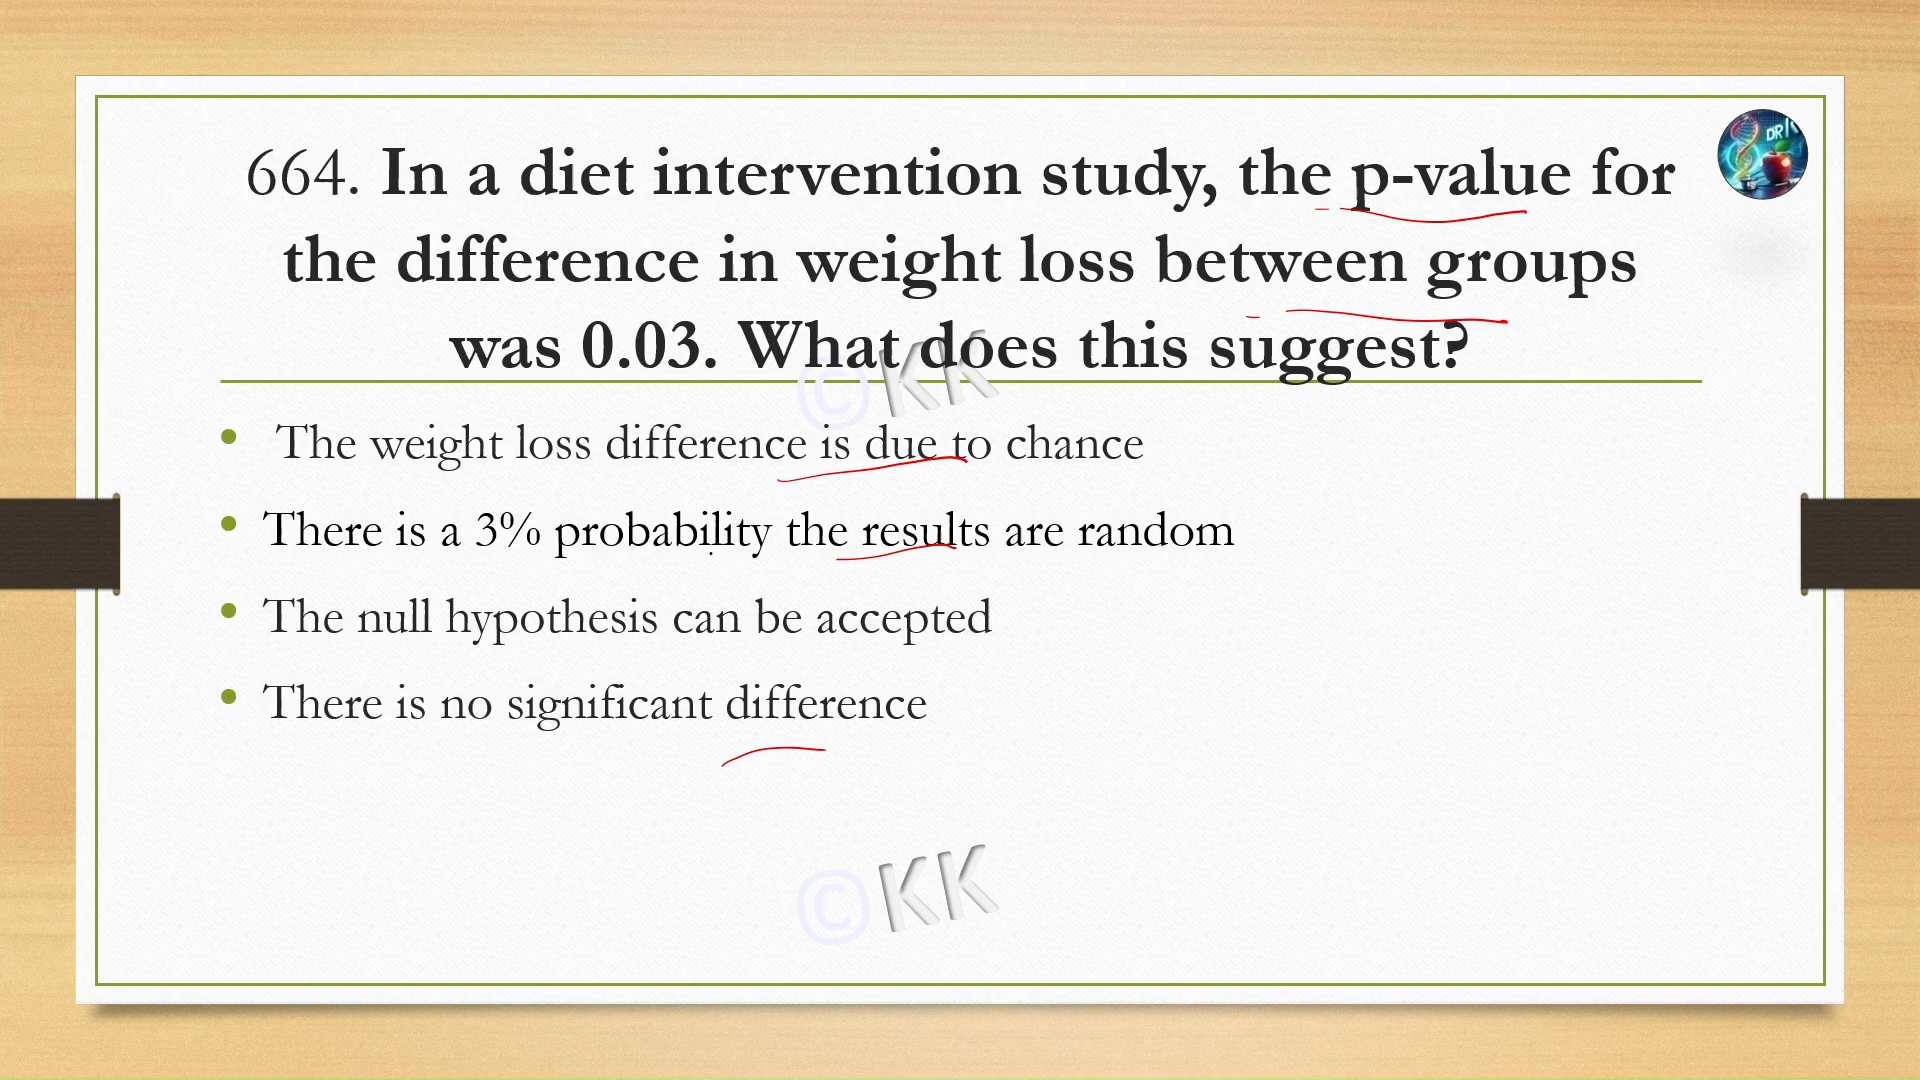 DR
664. In a diet intervention study, the p-value for
the difference in weight loss between groups
was 0.03. What does this suggest?
©KK
• The weight loss difference is due to chance
• There is a 3% probability the results are random
• The null hypothesis can be accepted
• There is no significant difference
©KK